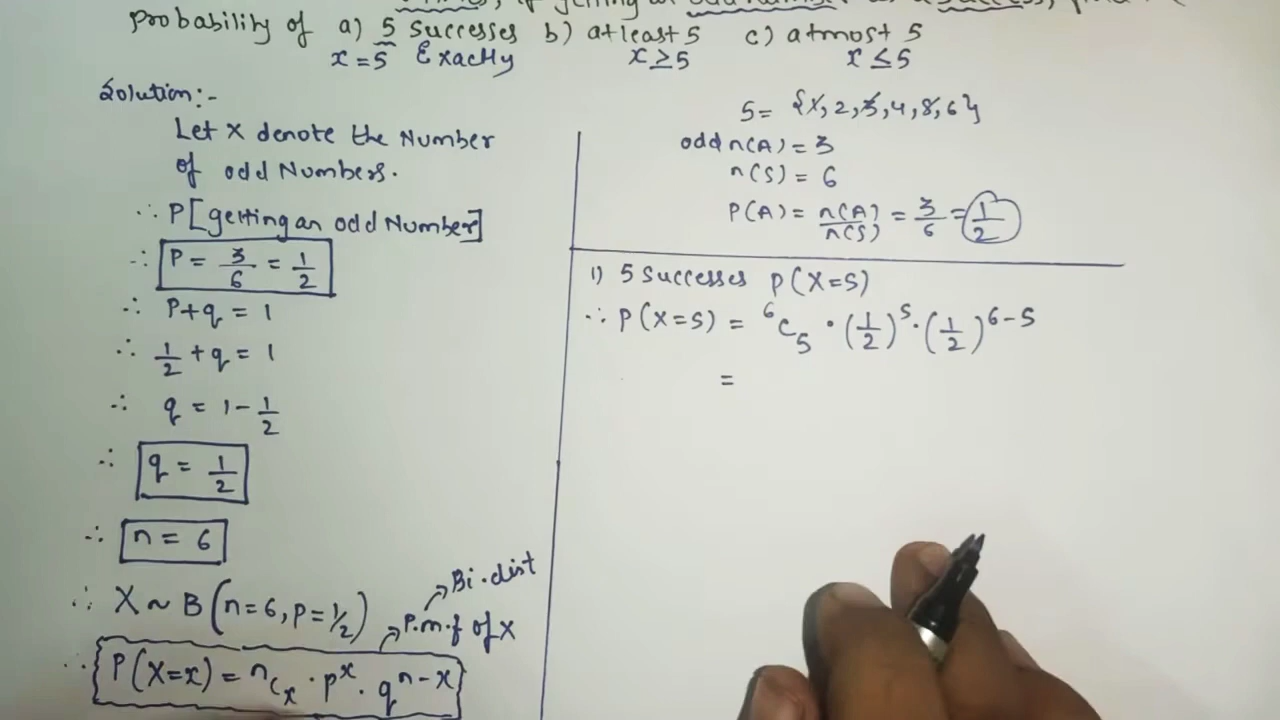 probability of a) 5 successes b) atleast 5 c) atmost 5
x = 5 Exactly x ≥ 5 x ≤ 5
Solution:-
Let X denote the Number
of odd Numbers.
∴ P[getting an odd Number]
∴ P = 3/6 = 1/2
∴ P+q = 1
∴ 1/2 + q = 1
∴ q = 1 - 1/2
∴ q = 1/2
∴ n = 6
∴ X ~ B(n=6, P=1/2) Bi.dist
P.m.f of X
∴ P(X=x) = ⁿCₓ · pˣ · qⁿ⁻ˣ
S = {1, 2, 3, 4, 5, 6}
odd n(A) = 3
n(S) = 6
P(A) = n(A)/n(S) = 3/6 = 1/2
1) 5 Successes P(X=5)
∴ P(X=5) = ⁶C₅ · (1/2)⁵ · (1/2)⁶⁻⁵
=